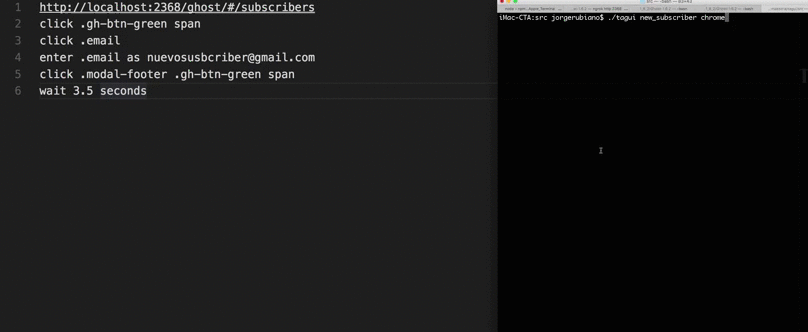 1 http://localhost:2368/ghost/#/subscribers
2 click .gh-btn-green span
3 click .email
4 enter .email as nuevosusbcriber@gmail.com
5 click .modal-footer .gh-btn-green span
6 wait 3.5 seconds
iMac-CTA:src jorgerubiano$ ./tagui new_subscriber chrome